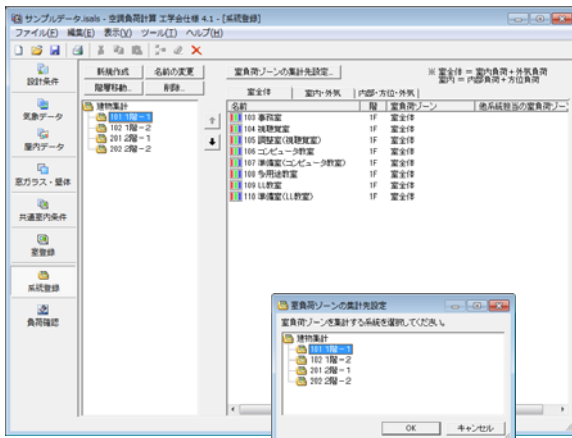 サンプルデータ.isals - 空調負荷計算 工学会仕様 4.1 - [系統登録]
ファイル(F) 編集(E) 表示(V) ツール(T) ヘルプ(H)
設計条件
気象データ
屋内データ
窓ガラス・壁体
共通室内条件
室登録
系統登録
負荷確認
新規作成 名前の変更
階層移動... 削除...
建物集計
101 1階-1
102 1階-2
201 2階-1
202 2階-2
室負荷ゾーンの集計先設定...
※ 室全体 = 室内負荷+外気負荷
室内 = 内部負荷+方位負荷
室全体 室内・外気 内部・方位・外気
名前 階 室負荷ゾーン 他系統担当の室負荷ゾーン
103 事務室 1F 室全体
104 視聴覚室 1F 室全体
105 調整室(視聴覚室) 1F 室全体
106 コンピュータ教室 1F 室全体
107 準備室(コンピュータ教室) 1F 室全体
108 多用途教室 1F 室全体
109 LL教室 1F 室全体
110 準備室(LL教室) 1F 室全体
室負荷ゾーンの集計先設定
室負荷ゾーンを集計する系統を選択してください。
建物集計
101 1階-1
102 1階-2
201 2階-1
202 2階-2
OK キャンセル